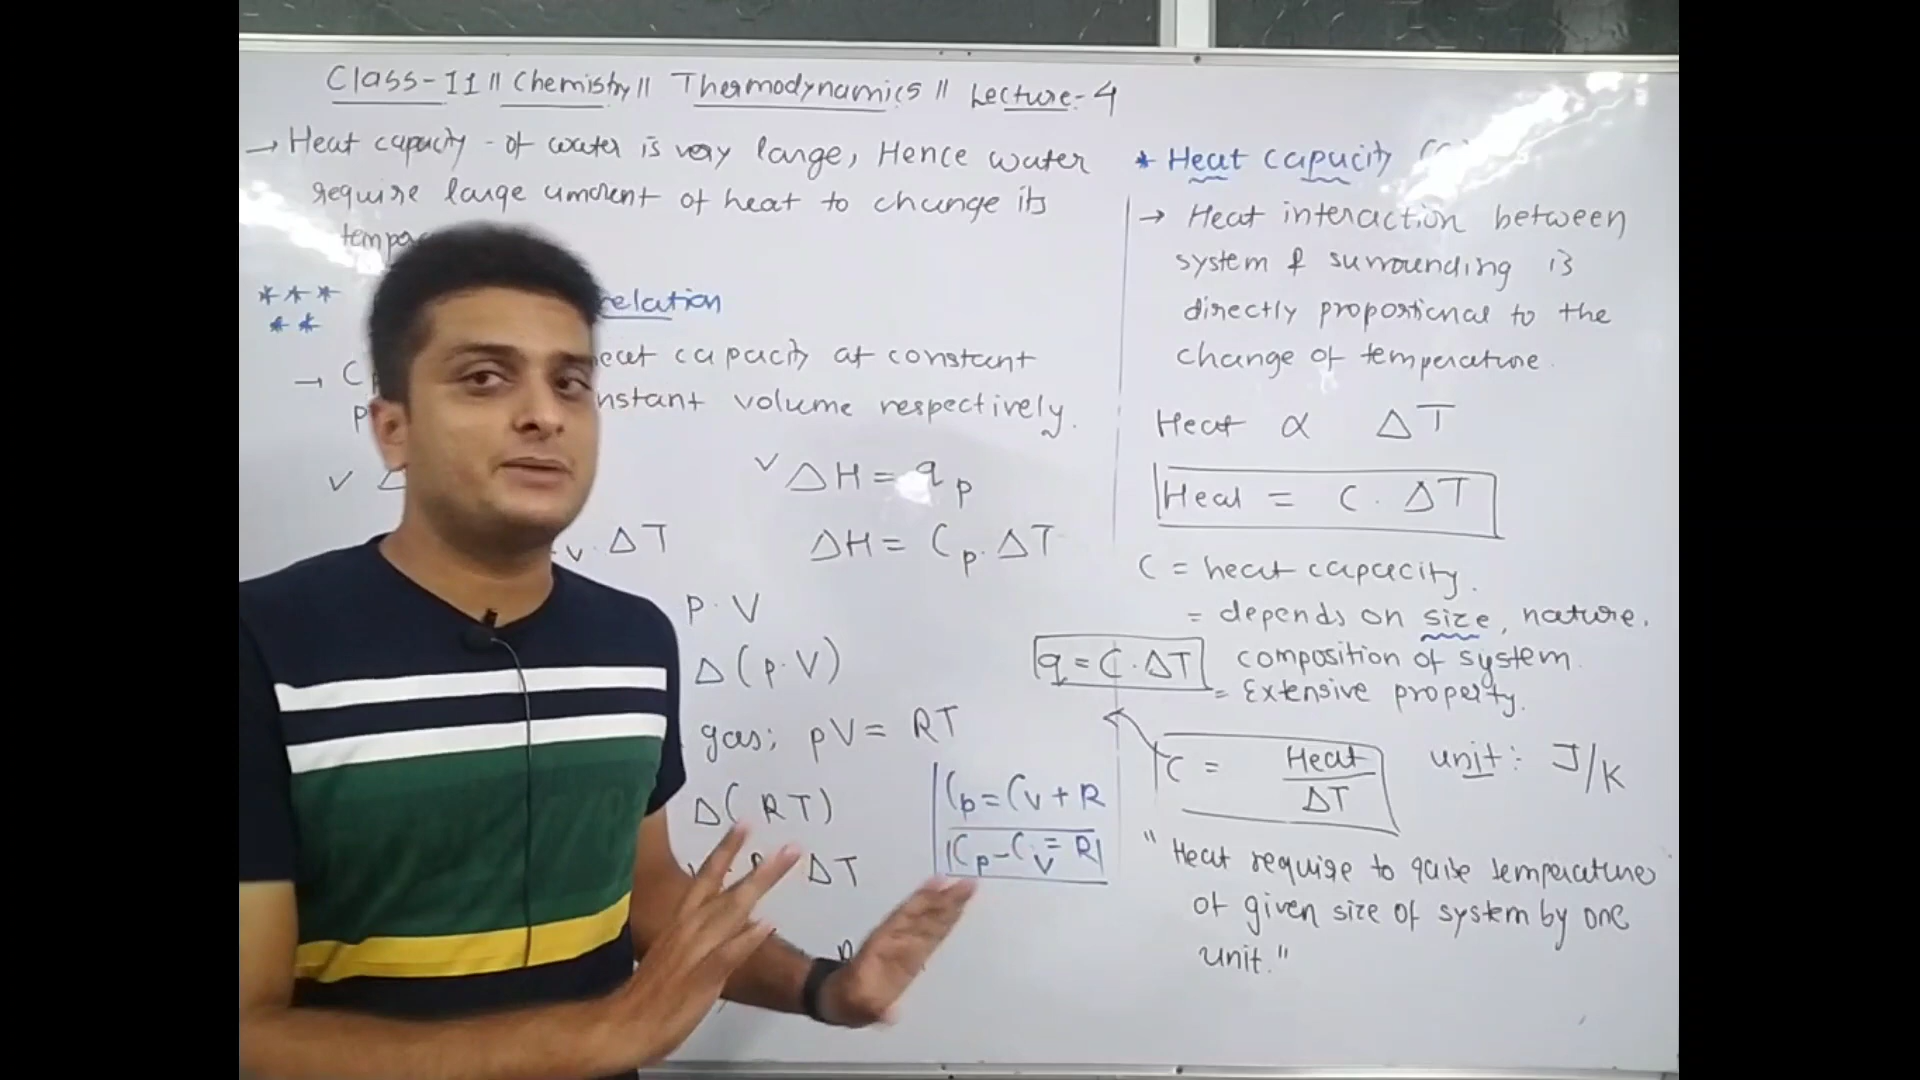 Class-11 || Chemistry || Thermodynamics || Lecture-4
→ Heat capacity - of water is very large, Hence water
require large amount of heat to change its
tempe
*** relation
**
→ C eat capacity at constant
p nstant volume respectively.
✓ Δ
v · ΔT
✓ ΔH = qp
ΔH = Cp · ΔT
P · V
Δ(P·V)
gas; pV = RT
Δ(RT)
ΔT
Cp = Cv + R
Cp - Cv = R
* Heat capacity
→ Heat interaction between
system & surrounding is
directly proportional to the
change of temperature.
Heat ∝ ΔT
Heat = C · ΔT
C = heat capacity.
= depends on size, nature.
composition of system
= Extensive property.
q = C · ΔT
C = Heat / ΔT unit: J/K
"Heat require to raise temperature
of given size of system by one
unit."